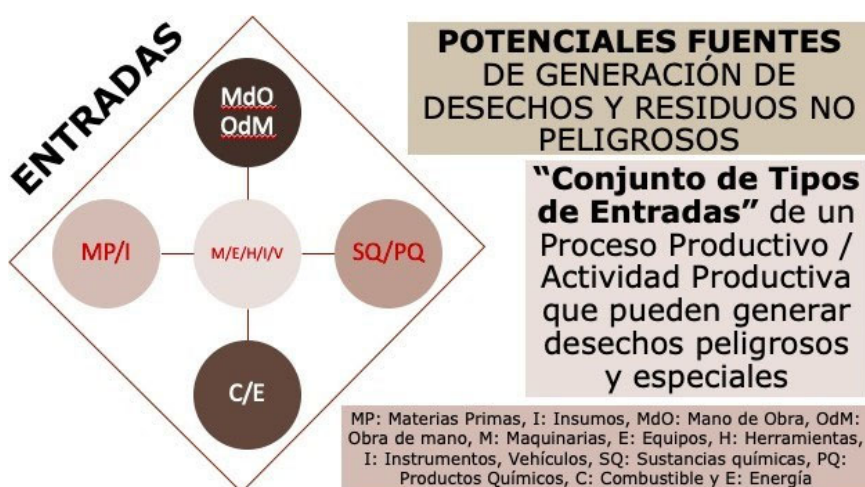 ENTRADAS
MdO
OdM
MP/I
M/E/H/I/V
SQ/PQ
C/E
POTENCIALES FUENTES
DE GENERACIÓN DE
DESECHOS Y RESIDUOS NO
PELIGROSOS
“Conjunto de Tipos
de Entradas” de un
Proceso Productivo /
Actividad Productiva
que pueden generar
desechos peligrosos
y especiales
MP: Materias Primas, I: Insumos, MdO: Mano de Obra, OdM:
Obra de mano, M: Maquinarias, E: Equipos, H: Herramientas,
I: Instrumentos, Vehículos, SQ: Sustancias químicas, PQ:
Productos Químicos, C: Combustible y E: Energía